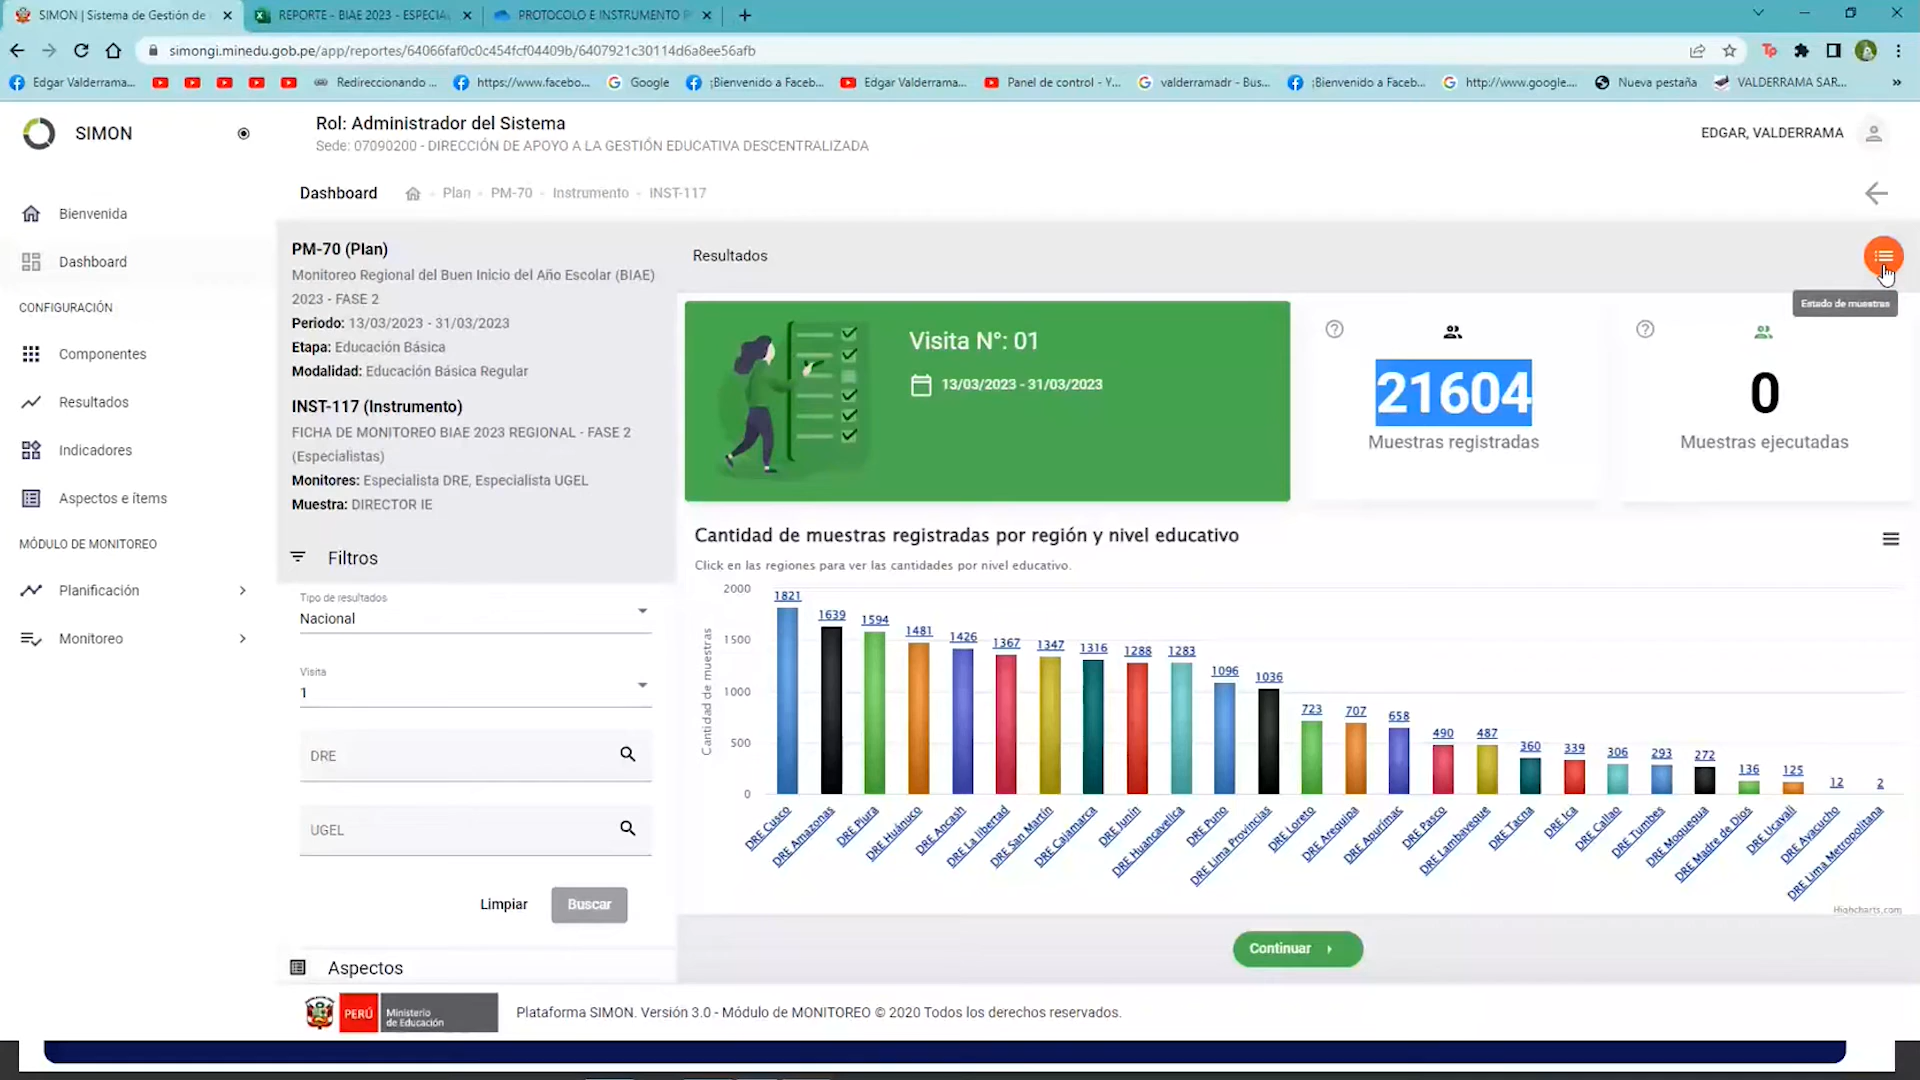 SIMON | Sistema de Gestión de
REPORTE - BIAE 2023 - ESPECIA
PROTOCOLO E INSTRUMENTO
simongi.minedu.gob.pe/app/reportes/64066faf0c0c454fcf04409b/6407921c30114d6a8ee56afb
Edgar Valderrama...
Redireccionando ...
https://www.facebo...
Google
¡Bienvenido a Faceb...
Edgar Valderrama...
Panel de control - Y...
valderramadr - Bus...
¡Bienvenido a Faceb...
http://www.google....
Nueva pestaña
VALDERRAMA SAR...
»
SIMON
Rol: Administrador del Sistema
Sede: 07090200 - DIRECCIÓN DE APOYO A LA GESTIÓN EDUCATIVA DESCENTRALIZADA
EDGAR, VALDERRAMA
Dashboard
Plan - PM-70 - Instrumento - INST-117
Bienvenida
Dashboard
CONFIGURACIÓN
Componentes
Resultados
Indicadores
Aspectos e ítems
MÓDULO DE MONITOREO
Planificación
Monitoreo
PM-70 (Plan)
Monitoreo Regional del Buen Inicio del Año Escolar (BIAE)
2023 - FASE 2
Periodo: 13/03/2023 - 31/03/2023
Etapa: Educación Básica
Modalidad: Educación Básica Regular
INST-117 (Instrumento)
FICHA DE MONITOREO BIAE 2023 REGIONAL - FASE 2
(Especialistas)
Monitores: Especialista DRE, Especialista UGEL
Muestra: DIRECTOR IE
Filtros
Tipo de resultados
Nacional
Visita
1
DRE
UGEL
Limpiar
Buscar
Aspectos
Resultados
Estado de muestras
Visita N°: 01
13/03/2023 - 31/03/2023
21604
Muestras registradas
0
Muestras ejecutadas
Cantidad de muestras registradas por región y nivel educativo
Click en las regiones para ver las cantidades por nivel educativo.
Cantidad de muestras
2000
1500
1000
500
0
1821
1639
1594
1481
1426
1367
1347
1316
1288
1283
1096
1036
723
707
658
490
487
360
339
306
293
272
136
125
12
2
DRE Cusco
DRE Amazonas
DRE Piura
DRE Huánuco
DRE Ancash
DRE La libertad
DRE San Martín
DRE Cajamarca
DRE Junín
DRE Huancavelica
DRE Puno
DRE Lima Provincias
DRE Loreto
DRE Arequipa
DRE Apurímac
DRE Pasco
DRE Lambayeque
DRE Tacna
DRE Ica
DRE Callao
DRE Tumbes
DRE Moquegua
DRE Madre de Dios
DRE Ucayali
DRE Ayacucho
DRE Lima Metropolitana
Highcharts.com
Continuar
PERÚ
Ministerio
de Educación
Plataforma SIMON. Versión 3.0 - Módulo de MONITOREO © 2020 Todos los derechos reservados.